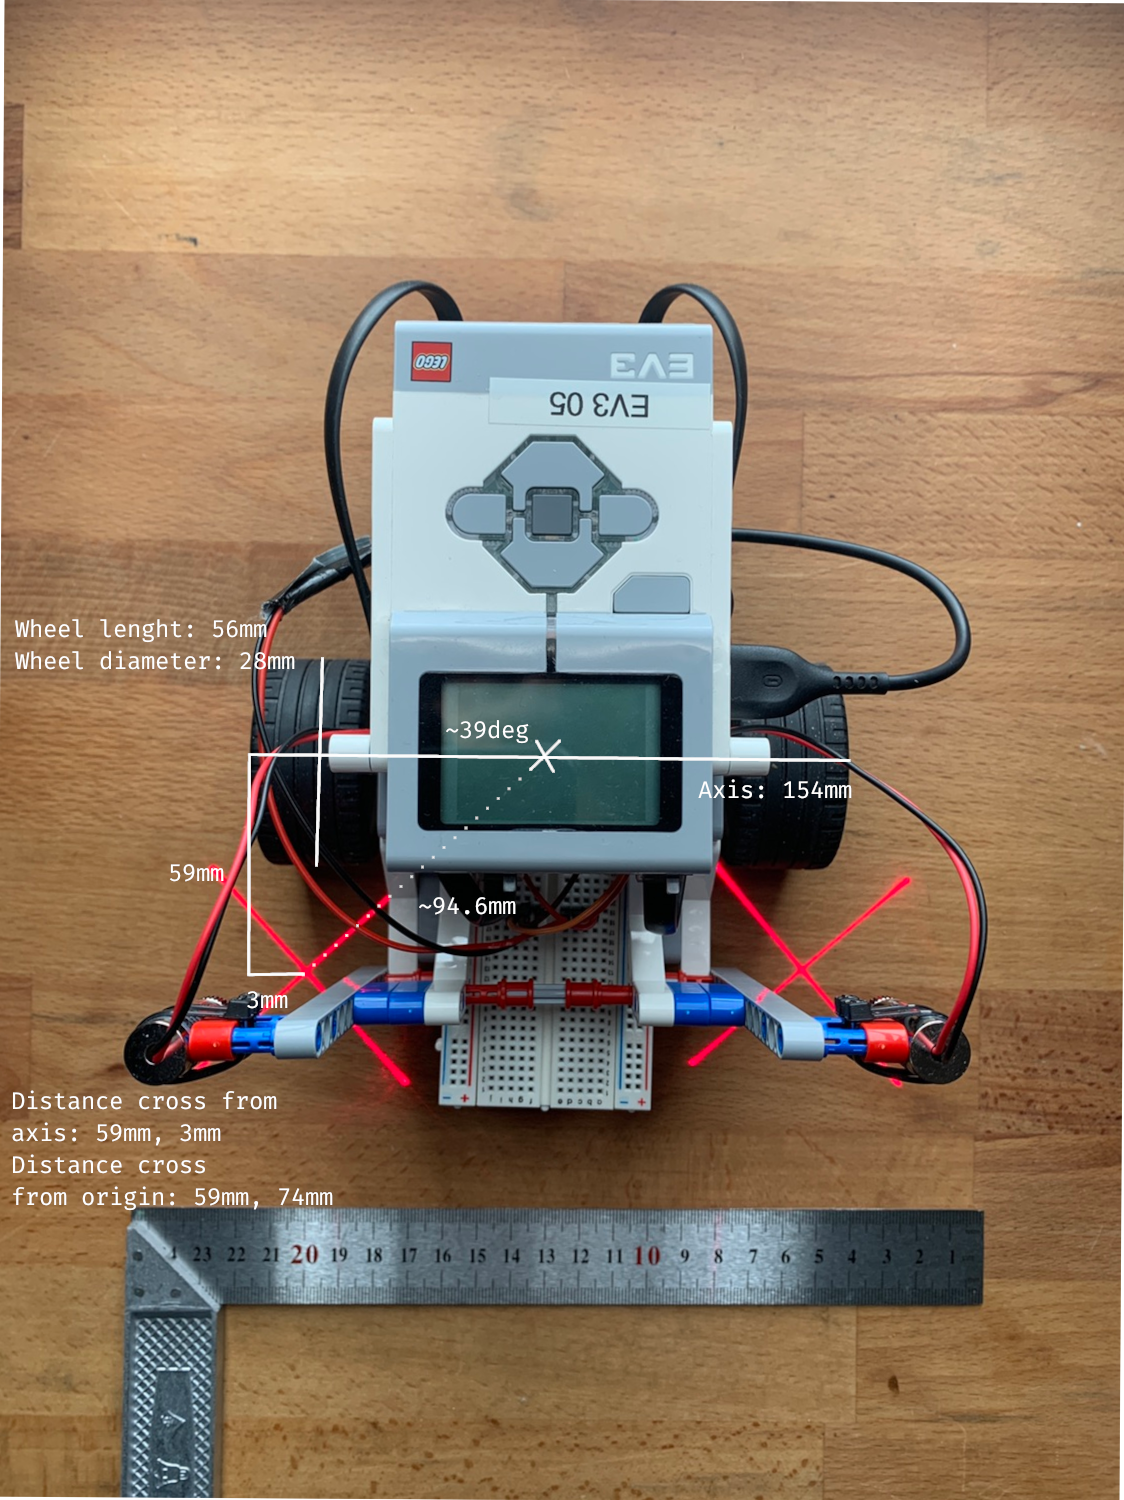 LEGO
EV3
EV3 05
Wheel lenght: 56mm
Wheel diameter: 28mm
~39deg
Axis: 154mm
59mm
~94.6mm
3mm
Distance cross from
axis: 59mm, 3mm
Distance cross
from origin: 59mm, 74mm
- + f g h i j a b c d e - +
23 22 21 20 19 18 17 16 15 14 13 12 11 10 9 8 7 6 5 4 3 2 1